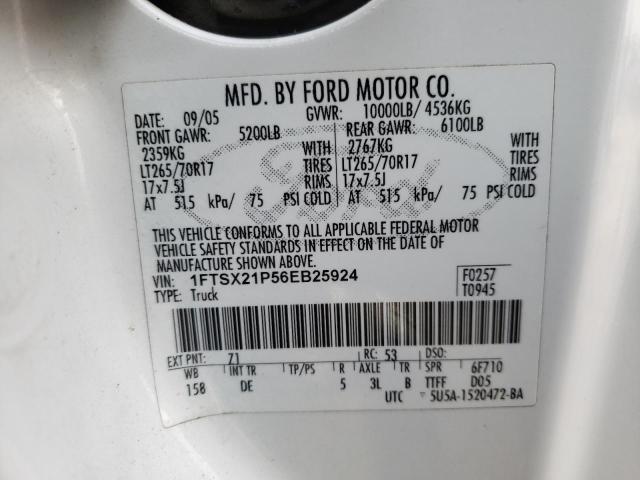 MFD. BY FORD MOTOR CO.
DATE: 09/05 GVWR: 10000LB/ 4536KG
FRONT GAWR: 5200LB REAR GAWR: 6100LB
2359KG WITH 2767KG WITH
LT265/70R17 TIRES LT265/70R17 TIRES
17x7.5J RIMS 17x7.5J RIMS
AT 515 kPa/ 75 PSI COLD AT 515 kPa/ 75 PSI COLD
Ford
THIS VEHICLE CONFORMS TO ALL APPLICABLE FEDERAL MOTOR
VEHICLE SAFETY STANDARDS IN EFFECT ON THE DATE OF
MANUFACTURE SHOWN ABOVE.
VIN: 1FTSX21P56EB25924 F0257
TYPE: Truck T0945
EXT PNT: Z1 RC: 53 DSO:
WB INT TR TP/PS R AXLE TR SPR 6F710
158 DE 5 3L B TTFF D05
UTC 5U5A-1520472-BA